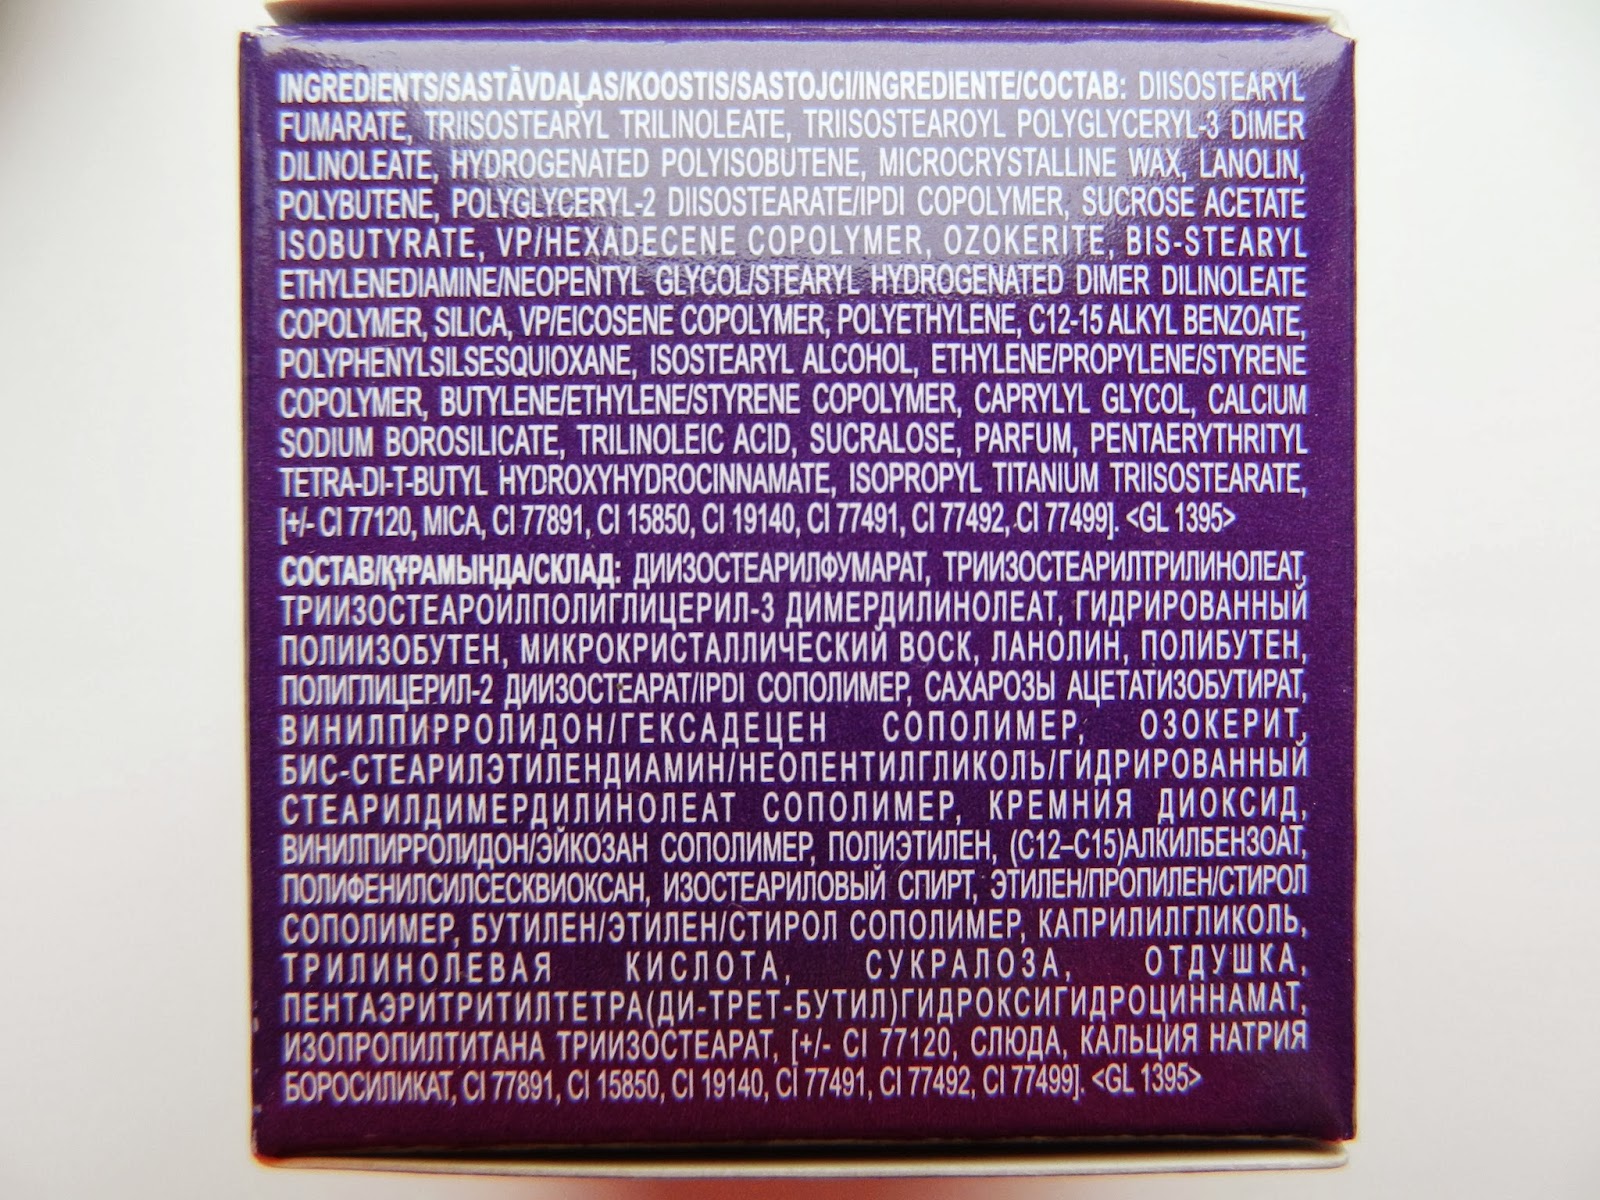 INGREDIENTS/SASTĀVDAĻAS/KOOSTIS/SASTOJCI/INGREDIENTE/СОСТАВ: DIISOSTEARYL
FUMARATE, TRIISOSTEARYL TRILINOLEATE, TRIISOSTEAROYL POLYGLYCERYL-3 DIMER
DILINOLEATE, HYDROGENATED POLYISOBUTENE, MICROCRYSTALLINE WAX, LANOLIN,
POLYBUTENE, POLYGLYCERYL-2 DIISOSTEARATE/IPDI COPOLYMER, SUCROSE ACETATE
ISOBUTYRATE, VP/HEXADECENE COPOLYMER, OZOKERITE, BIS-STEARYL
ETHYLENEDIAMINE/NEOPENTYL GLYCOL/STEARYL HYDROGENATED DIMER DILINOLEATE
COPOLYMER, SILICA, VP/EICOSENE COPOLYMER, POLYETHYLENE, C12-15 ALKYL BENZOATE,
POLYPHENYLSILSESQUIOXANE, ISOSTEARYL ALCOHOL, ETHYLENE/PROPYLENE/STYRENE
COPOLYMER, BUTYLENE/ETHYLENE/STYRENE COPOLYMER, CAPRYLYL GLYCOL, CALCIUM
SODIUM BOROSILICATE, TRILINOLEIC ACID, SUCRALOSE, PARFUM, PENTAERYTHRITYL
TETRA-DI-T-BUTYL HYDROXYHYDROCINNAMATE, ISOPROPYL TITANIUM TRIISOSTEARATE,
[+/- CI 77120, MICA, CI 77891, CI 15850, CI 19140, CI 77491, CI 77492, CI 77499]. <GL 1395>
СОСТАВ/ҚҰРАМЫНДА/СКЛАД: ДИИЗОСТЕАРИЛФУМАРАТ, ТРИИЗОСТЕАРИЛТРИЛИНОЛЕАТ,
ТРИИЗОСТЕАРОИЛПОЛИГЛИЦЕРИЛ-3 ДИМЕРДИЛИНОЛЕАТ, ГИДРИРОВАННЫЙ
ПОЛИИЗОБУТЕН, МИКРОКРИСТАЛЛИЧЕСКИЙ ВОСК, ЛАНОЛИН, ПОЛИБУТЕН,
ПОЛИГЛИЦЕРИЛ-2 ДИИЗОСТЕАРАТ/IPDI СОПОЛИМЕР, САХАРОЗЫ АЦЕТАТИЗОБУТИРАТ,
ВИНИЛПИРРОЛИДОН/ГЕКСАДЕЦЕН СОПОЛИМЕР, ОЗОКЕРИТ,
БИС-СТЕАРИЛЭТИЛЕНДИАМИН/НЕОПЕНТИЛГЛИКОЛЬ/ГИДРИРОВАННЫЙ
СТЕАРИЛДИМЕРДИЛИНОЛЕАТ СОПОЛИМЕР, КРЕМНИЯ ДИОКСИД,
ВИНИЛПИРРОЛИДОН/ЭЙКОЗАН СОПОЛИМЕР, ПОЛИЭТИЛЕН, (C12–C15)АЛКИЛБЕНЗОАТ,
ПОЛИФЕНИЛСИЛСЕСКВИОКСАН, ИЗОСТЕАРИЛОВЫЙ СПИРТ, ЭТИЛЕН/ПРОПИЛЕН/СТИРОЛ
СОПОЛИМЕР, БУТИЛЕН/ЭТИЛЕН/СТИРОЛ СОПОЛИМЕР, КАПРИЛИЛГЛИКОЛЬ,
ТРИЛИНОЛЕВАЯ КИСЛОТА, СУКРАЛОЗА, ОТДУШКА,
ПЕНТАЭРИТРИТИЛТЕТРА(ДИ-ТРЕТ-БУТИЛ)ГИДРОКСИГИДРОЦИННАМАТ,
ИЗОПРОПИЛТИТАНА ТРИИЗОСТЕАРАТ, [+/- CI 77120, СЛЮДА, КАЛЬЦИЯ НАТРИЯ
БОРОСИЛИКАТ, CI 77891, CI 15850, CI 19140, CI 77491, CI 77492, CI 77499]. <GL 1395>